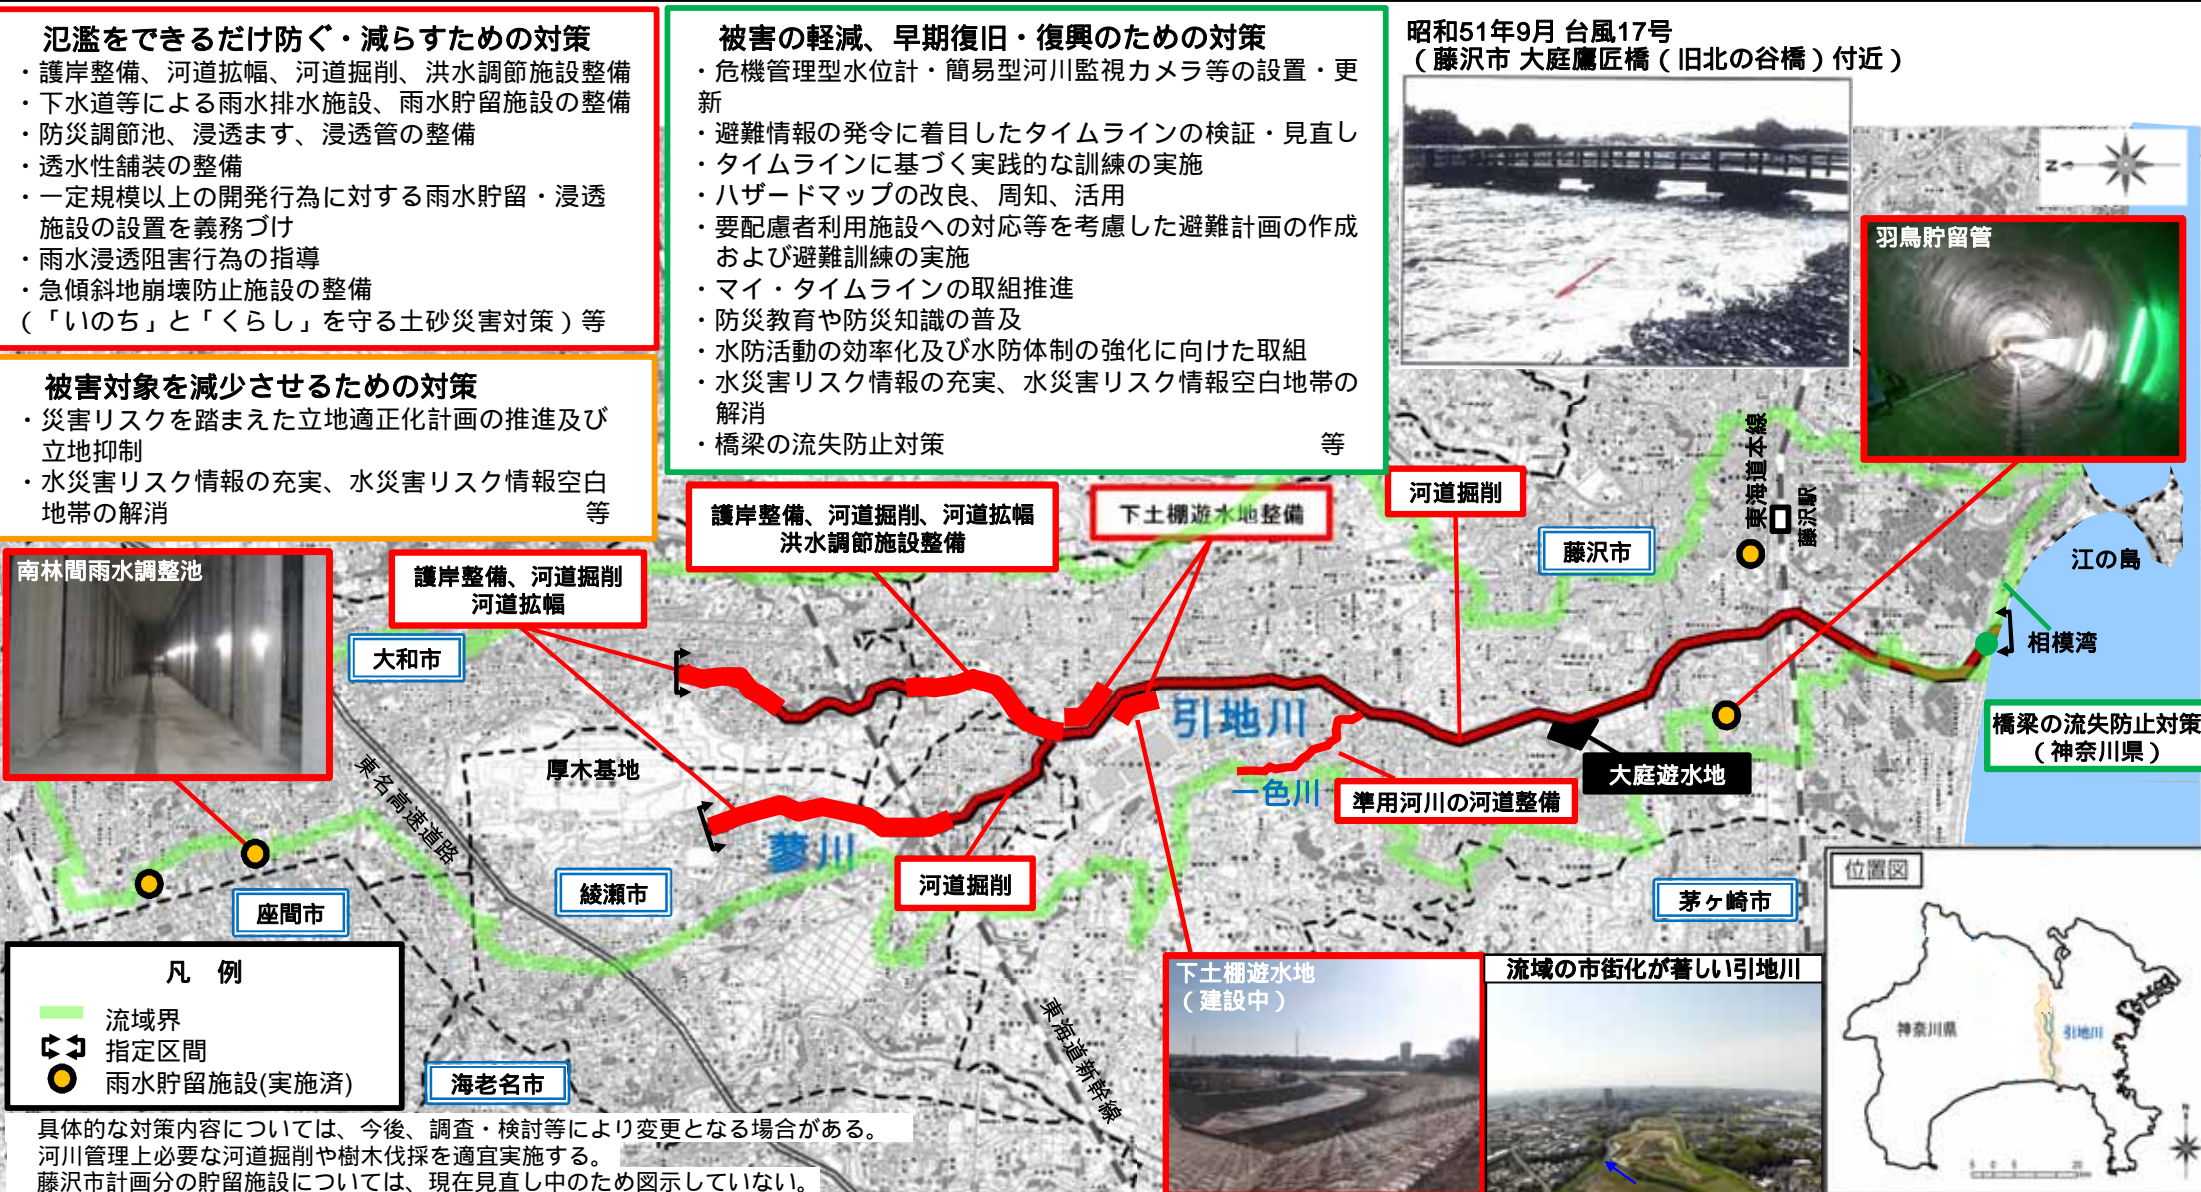 氾濫をできるだけ防ぐ・減らすための対策
・護岸整備、河道拡幅、河道掘削、洪水調節施設整備
・下水道等による雨水排水施設、雨水貯留施設の整備
・防災調節池、浸透ます、浸透管の整備
・透水性舗装の整備
・一定規模以上の開発行為に対する雨水貯留・浸透
施設の設置を義務づけ
・雨水浸透阻害行為の指導
・急傾斜地崩壊防止施設の整備
(「いのち」と「くらし」を守る土砂災害対策)等
被害対象を減少させるための対策
・災害リスクを踏まえた立地適正化計画の推進及び
立地抑制
・水災害リスク情報の充実、水災害リスク情報空白
地帯の解消 等
被害の軽減、早期復旧・復興のための対策
・危機管理型水位計・簡易型河川監視カメラ等の設置・更
新
・避難情報の発令に着目したタイムラインの検証・見直し
・タイムラインに基づく実践的な訓練の実施
・ハザードマップの改良、周知、活用
・要配慮者利用施設への対応等を考慮した避難計画の作成
および避難訓練の実施
・マイ・タイムラインの取組推進
・防災教育や防災知識の普及
・水防活動の効率化及び水防体制の強化に向けた取組
・水災害リスク情報の充実、水災害リスク情報空白地帯の
解消
・橋梁の流失防止対策 等
昭和51年9月 台風17号
(藤沢市 大庭鷹匠橋(旧北の谷橋)付近)
Z
羽鳥貯留管
東海道本線
藤沢駅
河道掘削
護岸整備、河道掘削、河道拡幅
洪水調節施設整備
下土棚遊水地整備
藤沢市
江の島
南林間雨水調整池
護岸整備、河道掘削
河道拡幅
大和市
相模湾
橋梁の流失防止対策
(神奈川県)
引地川
大庭遊水地
厚木基地
一色川
準用河川の河道整備
東名高速道路
蓼川
河道掘削
綾瀬市
座間市
茅ヶ崎市
海老名市
東海道新幹線
凡 例
流域界
指定区間
雨水貯留施設(実施済)
下土棚遊水地
(建設中)
流域の市街化が著しい引地川
位置図
神奈川県
引地川
N
5 0 5 20
具体的な対策内容については、今後、調査・検討等により変更となる場合がある。
河川管理上必要な河道掘削や樹木伐採を適宜実施する。
藤沢市計画分の貯留施設については、現在見直し中のため図示していない。